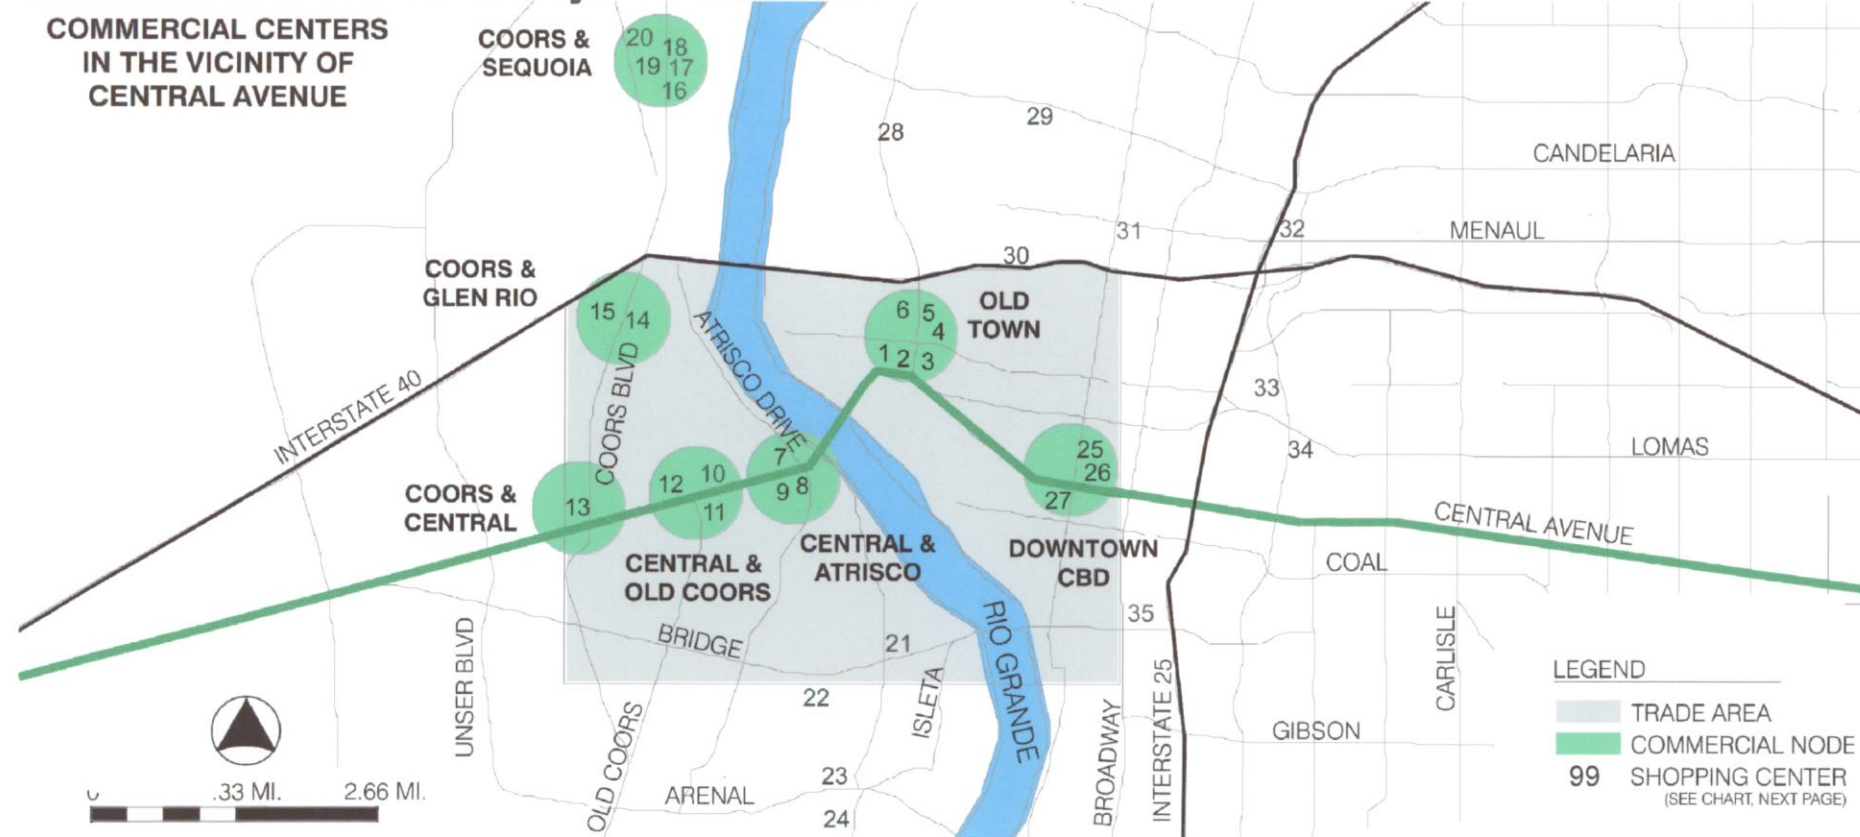 COMMERCIAL CENTERS
IN THE VICINITY OF
CENTRAL AVENUE
COORS &
SEQUOIA
20 18
19 17
16
28
29
CANDELARIA
31
32
MENAUL
30
COORS &
GLEN RIO
15 14
6 5
4
1 2 3
OLD
TOWN
ATRISCO DRIVE
INTERSTATE 40
COORS BLVD
33
34
LOMAS
25
26
27
7
9 8
12 10
11
COORS &
CENTRAL
13
CENTRAL AVENUE
CENTRAL &
OLD COORS
CENTRAL &
ATRISCO
DOWNTOWN
CBD
COAL
35
RIO GRANDE
BRIDGE
21
22
UNSER BLVD
OLD COORS
ISLETA
BROADWAY
INTERSTATE 25
CARLISLE
GIBSON
23
24
ARENAL
.33 MI. 2.66 MI.
LEGEND
TRADE AREA
COMMERCIAL NODE
99 SHOPPING CENTER
(SEE CHART, NEXT PAGE)